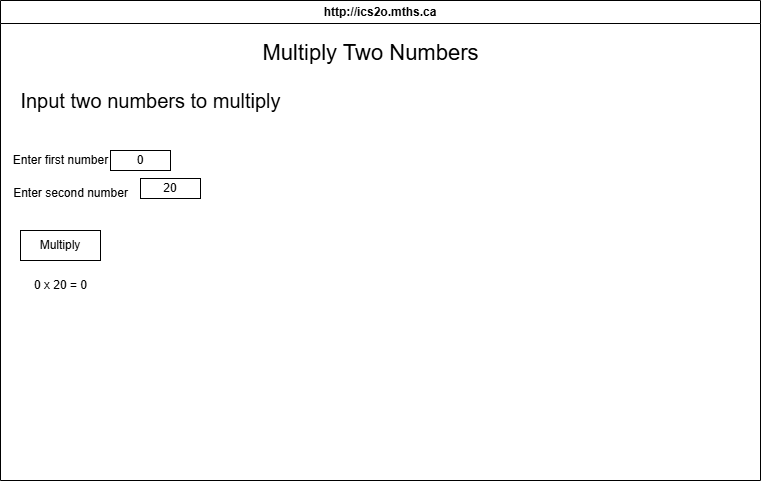 http://ics2o.mths.ca
Multiply Two Numbers
Input two numbers to multiply
Enter first number 0
Enter second number 20
Multiply
0 x 20 = 0